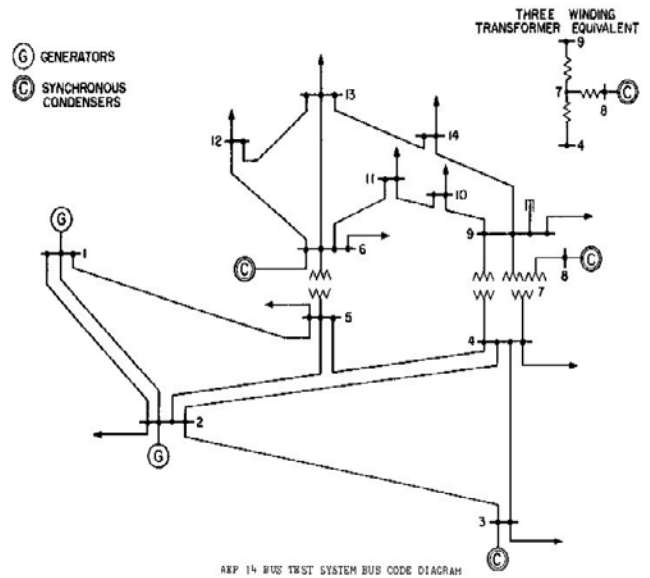 THREE WINDING
TRANSFORMER EQUIVALENT
9
7
8
C
4
G GENERATORS
C SYNCHRONOUS
CONDENSERS
13
14
12
11
10
G
1
9
6
C
8
C
7
5
4
2
G
3
C
AEP 14 BUS TEST SYSTEM BUS CODE DIAGRAM